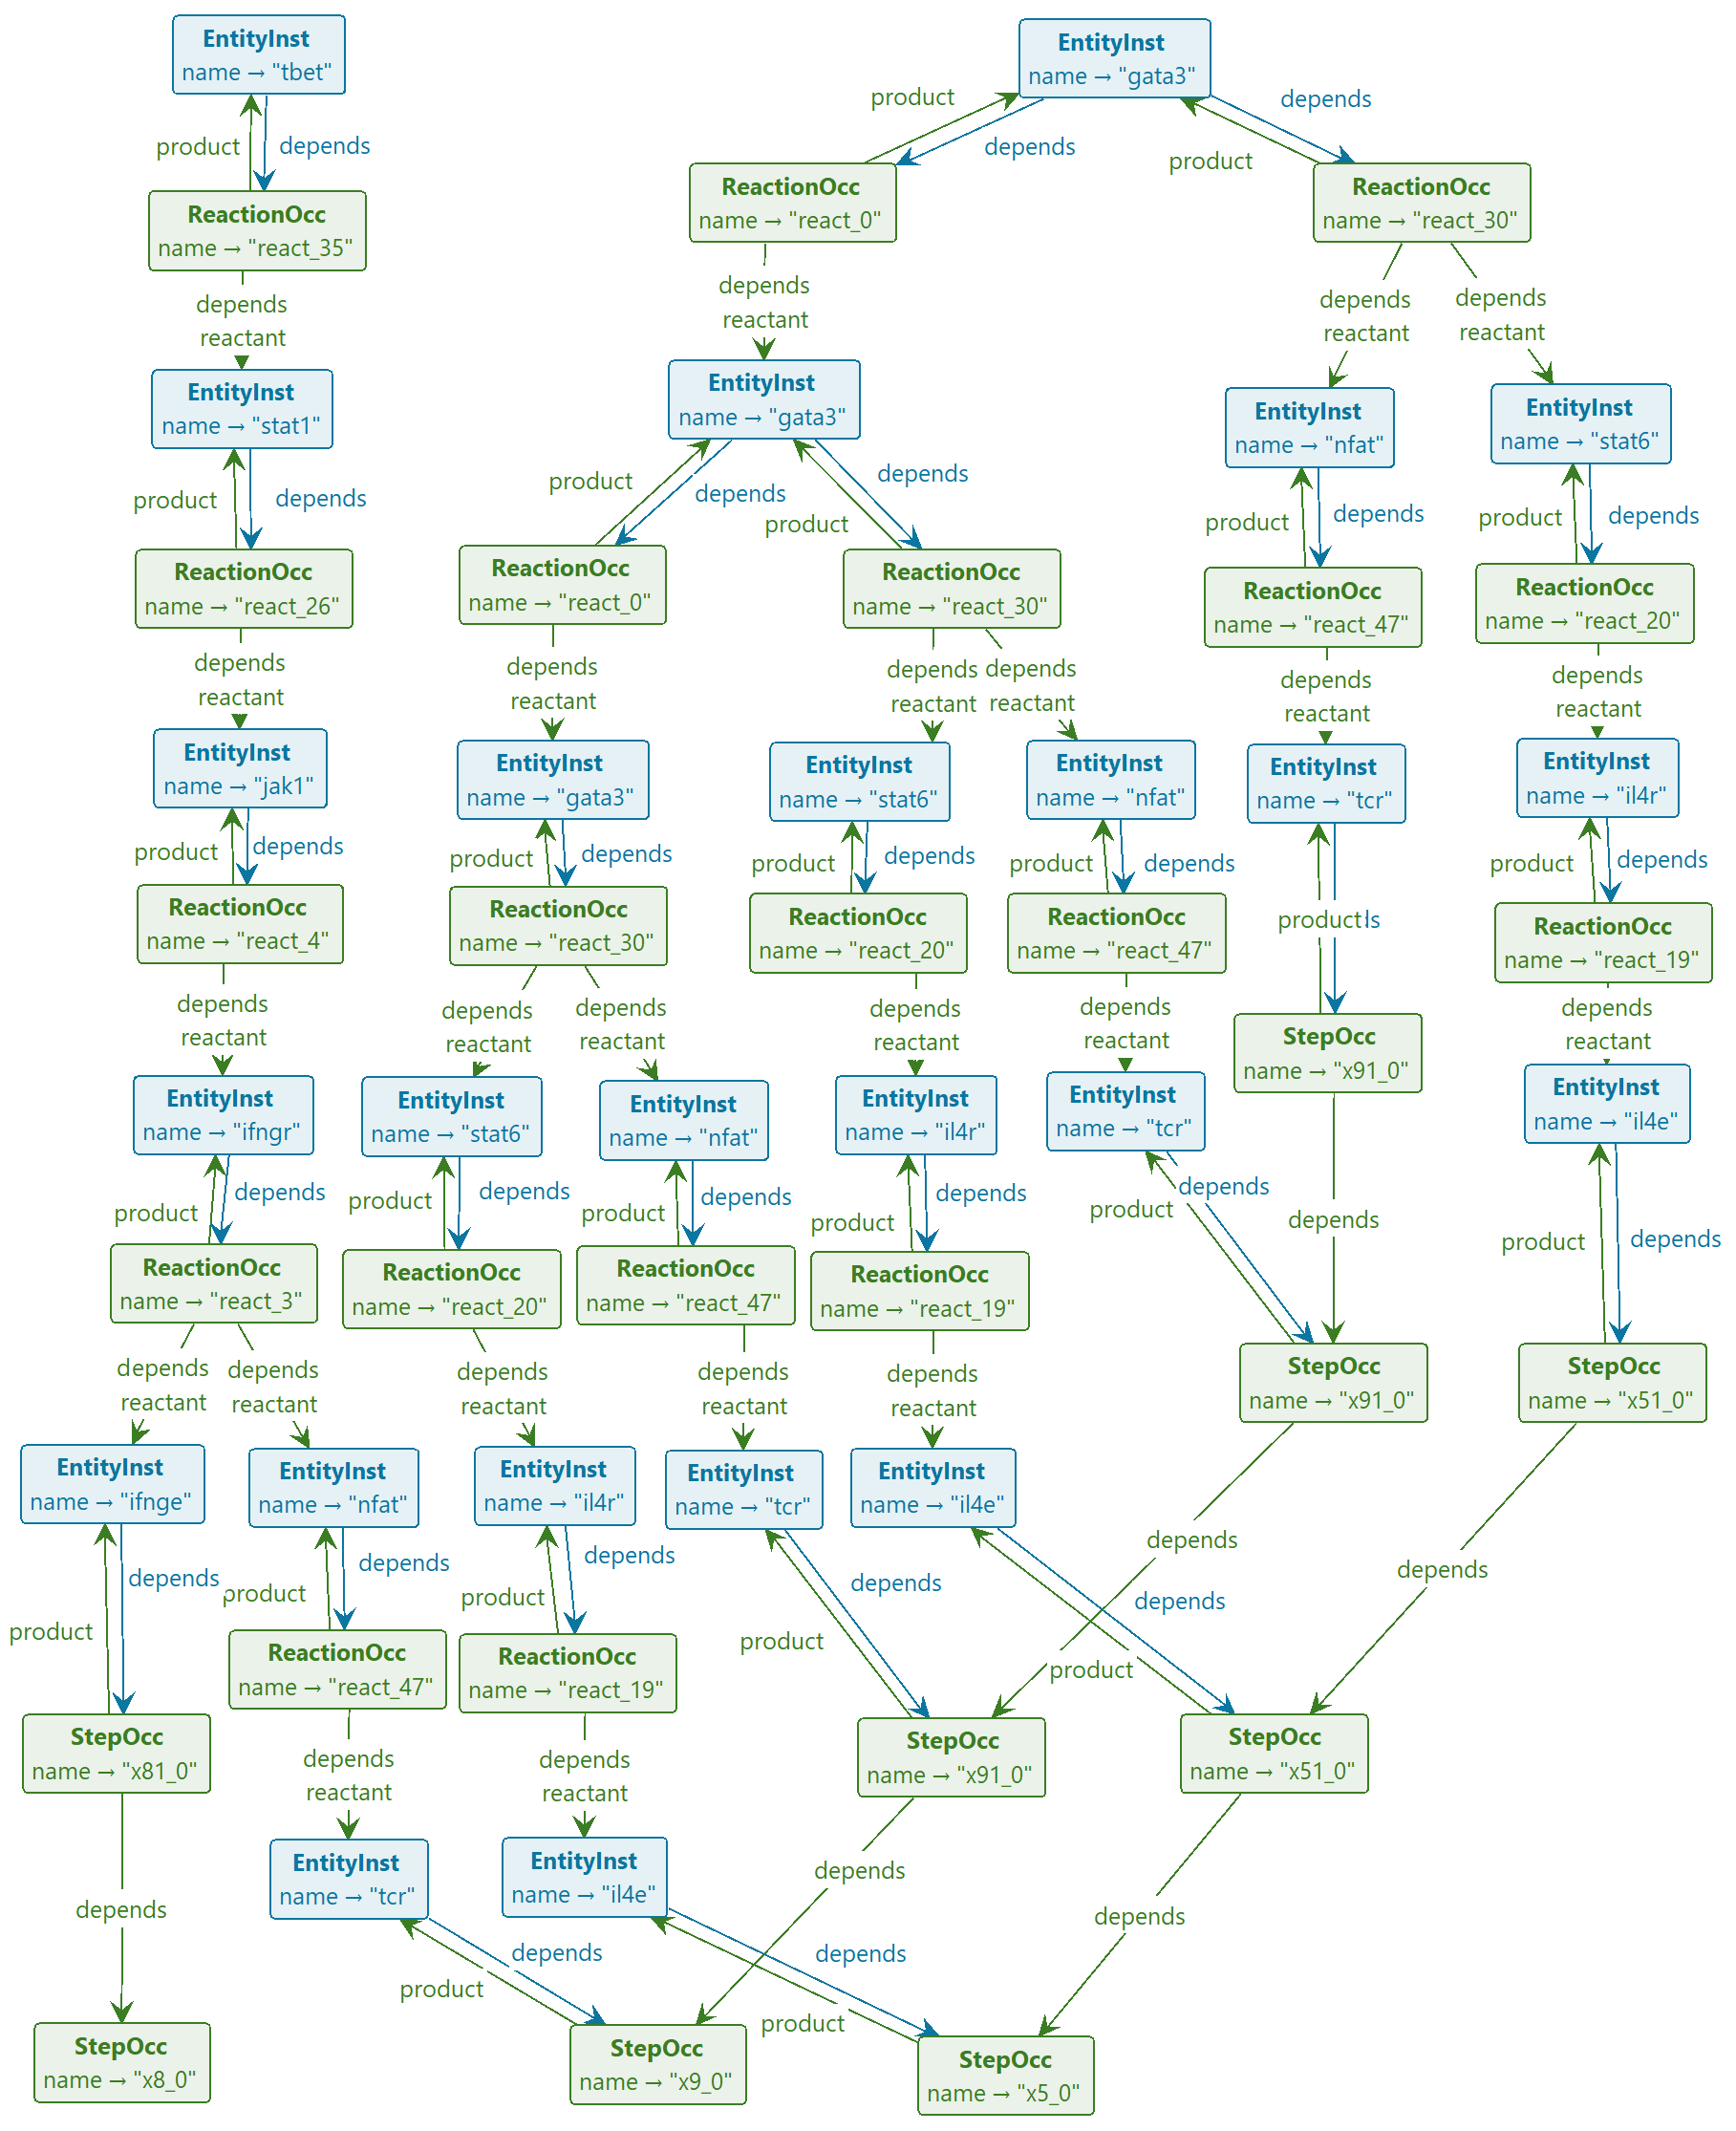 EntityInst
name → "tbet"
EntityInst
name → "gata3"
product
depends
product
depends
depends
product
ReactionOcc
name → "react_35"
ReactionOcc
name → "react_0"
ReactionOcc
name → "react_30"
depends
reactant
depends
reactant
depends
reactant
depends
reactant
EntityInst
name → "stat1"
EntityInst
name → "gata3"
EntityInst
name → "nfat"
EntityInst
name → "stat6"
product
depends
product
depends
product
depends
product
depends
product
depends
ReactionOcc
name → "react_26"
ReactionOcc
name → "react_0"
ReactionOcc
name → "react_30"
ReactionOcc
name → "react_47"
ReactionOcc
name → "react_20"
depends
reactant
depends
reactant
depends
reactant
depends
reactant
depends
reactant
depends
reactant
EntityInst
name → "jak1"
EntityInst
name → "gata3"
EntityInst
name → "stat6"
EntityInst
name → "nfat"
EntityInst
name → "tcr"
EntityInst
name → "il4r"
product
depends
product
depends
product
depends
product
depends
product
ls
product
depends
ReactionOcc
name → "react_4"
ReactionOcc
name → "react_30"
ReactionOcc
name → "react_20"
ReactionOcc
name → "react_47"
ReactionOcc
name → "react_19"
depends
reactant
depends
reactant
depends
reactant
depends
reactant
depends
reactant
StepOcc
name → "x91_0"
depends
reactant
EntityInst
name → "ifngr"
EntityInst
name → "stat6"
EntityInst
name → "nfat"
EntityInst
name → "il4r"
EntityInst
name → "tcr"
EntityInst
name → "il4e"
product
depends
product
depends
product
depends
product
depends
product
depends
depends
product
depends
ReactionOcc
name → "react_3"
ReactionOcc
name → "react_20"
ReactionOcc
name → "react_47"
ReactionOcc
name → "react_19"
StepOcc
name → "x91_0"
StepOcc
name → "x51_0"
depends
reactant
depends
reactant
depends
reactant
depends
reactant
depends
reactant
EntityInst
name → "ifnge"
EntityInst
name → "nfat"
EntityInst
name → "il4r"
EntityInst
name → "tcr"
EntityInst
name → "il4e"
product
depends
product
depends
product
depends
product
depends
product
depends
depends
depends
StepOcc
name → "x81_0"
ReactionOcc
name → "react_47"
ReactionOcc
name → "react_19"
StepOcc
name → "x91_0"
StepOcc
name → "x51_0"
depends
depends
reactant
depends
reactant
depends
depends
EntityInst
name → "tcr"
EntityInst
name → "il4e"
product
depends
product
depends
StepOcc
name → "x8_0"
StepOcc
name → "x9_0"
StepOcc
name → "x5_0"